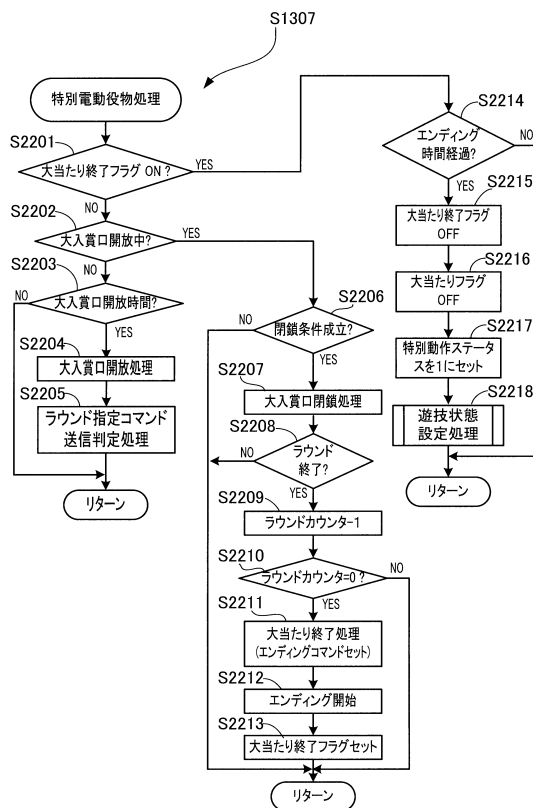 S1307
特別電動役物処理
S2201
大当たり終了フラグ ON ?
YES
NO
S2202
大入賞口開放中?
YES
NO
S2203
NO
大入賞口開放時間?
YES
S2204
大入賞口開放処理
S2205
ラウンド指定コマンド
送信判定処理
リターン
S2206
NO
閉鎖条件成立?
YES
S2207
大入賞口閉鎖処理
S2208
ラウンド
終了?
NO
YES
S2209
ラウンドカウンタ-1
S2210
ラウンドカウンタ=0 ?
NO
YES
S2211
大当たり終了処理
(エンディングコマンドセット)
S2212
エンディング開始
S2213
大当たり終了フラグセット
リターン
S2214
エンディング
時間経過?
NO
YES
S2215
大当たり終了フラグ
OFF
S2216
大当たりフラグ
OFF
S2217
特別動作ステータ
スを1にセット
S2218
遊技状態
設定処理
リターン